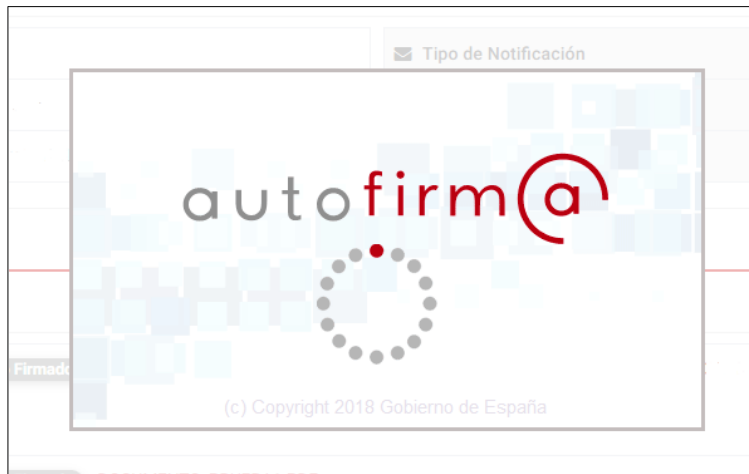 Tipo de Notificación
autofirm@
Firmado
(c) Copyright 2018 Gobierno de España